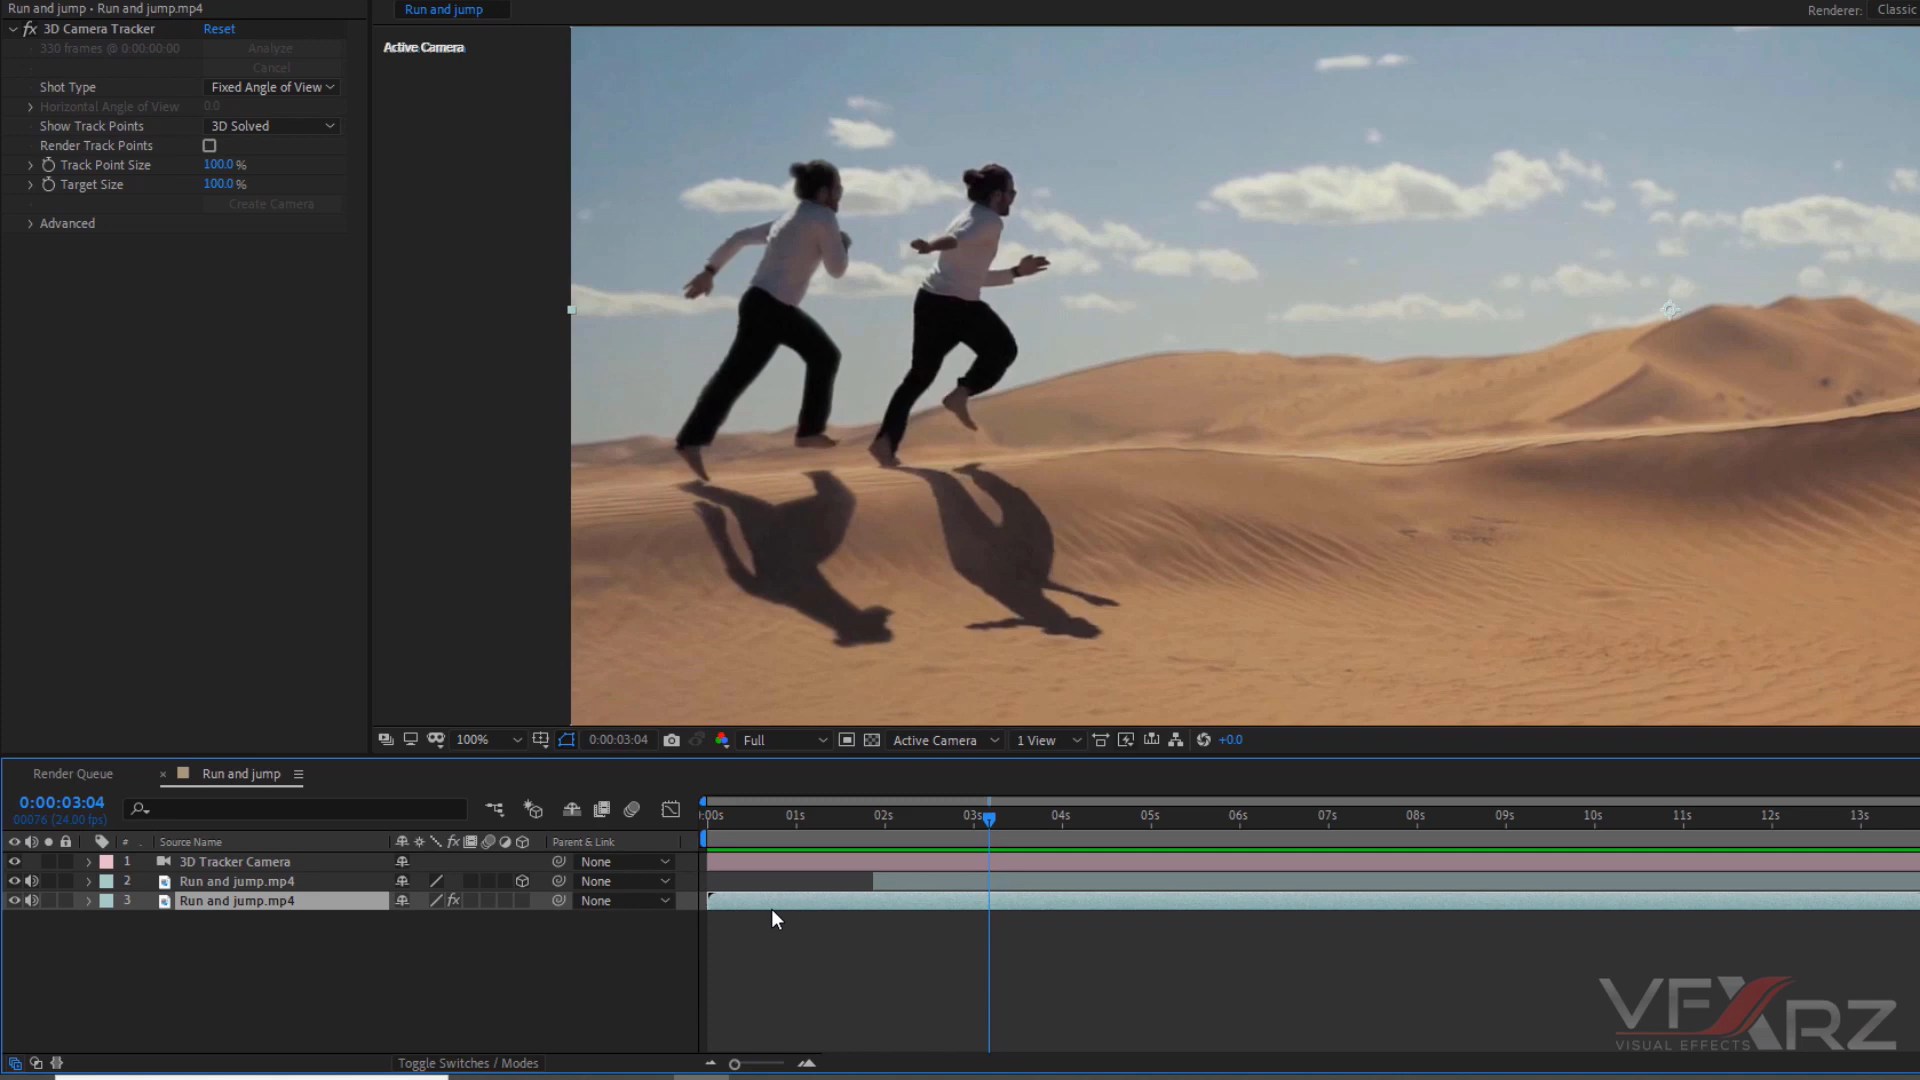 Run and jump • Run and jump.mp4
fx 3D Camera Tracker Reset
330 frames @ 0:00:00:00 Analyze
Cancel
Shot Type Fixed Angle of View
Horizontal Angle of View 0.0
Show Track Points 3D Solved
Render Track Points
Track Point Size 100.0 %
Target Size 100.0 %
Create Camera
Advanced
Run and jump
Renderer: Classic
Active Camera
100% 0:00:03:04 Full Active Camera 1 View +0.0
Render Queue × Run and jump
0:00:03:04
00076 (24.00 fps)
:00s 01s 02s 03s 04s 05s 06s 07s 08s 09s 10s 11s 12s 13s
# Source Name fx Parent & Link
1 3D Tracker Camera None
2 Run and jump.mp4 None
3 Run and jump.mp4 fx None
Toggle Switches / Modes
VFXARZ
VISUAL EFFECTS